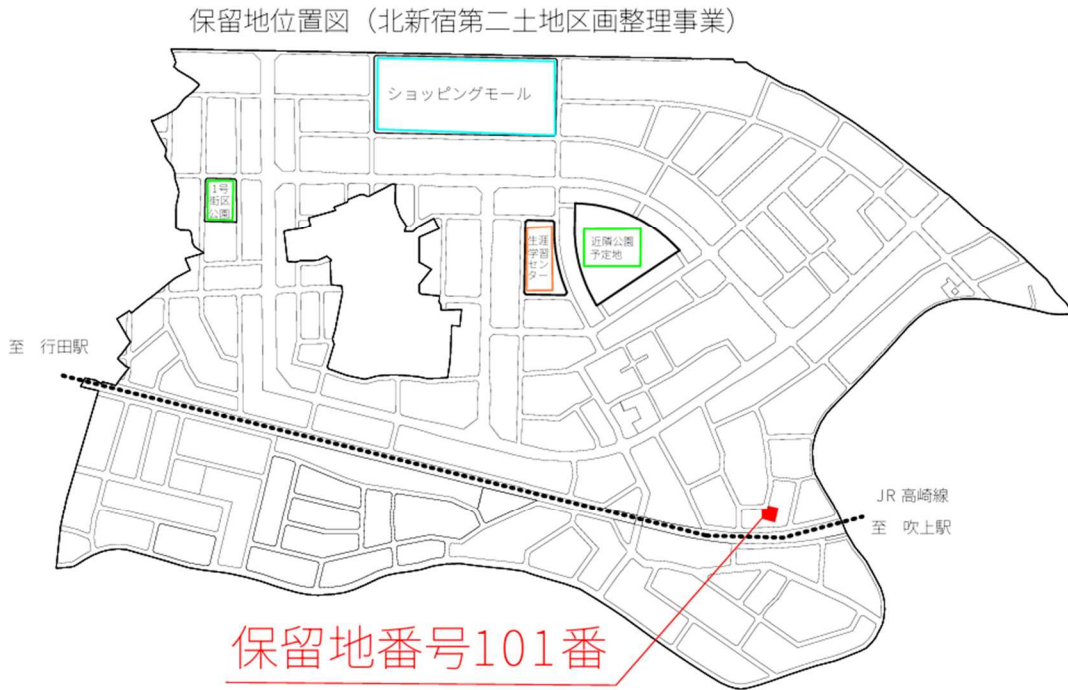 保留地位置図（北新宿第二土地区画整理事業）
ショッピングモール
1号
街区
公園
生涯
学習
センター
近隣公園
予定地
至　行田駅
JR 高崎線
至　吹上駅
保留地番号101番